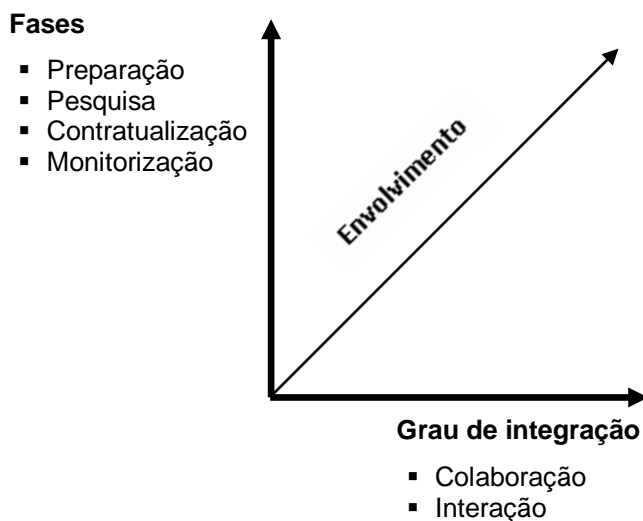 Fases
▪ Preparação
▪ Pesquisa
▪ Contratualização
▪ Monitorização
Envolvimento
Grau de integração
▪ Colaboração
▪ Interação